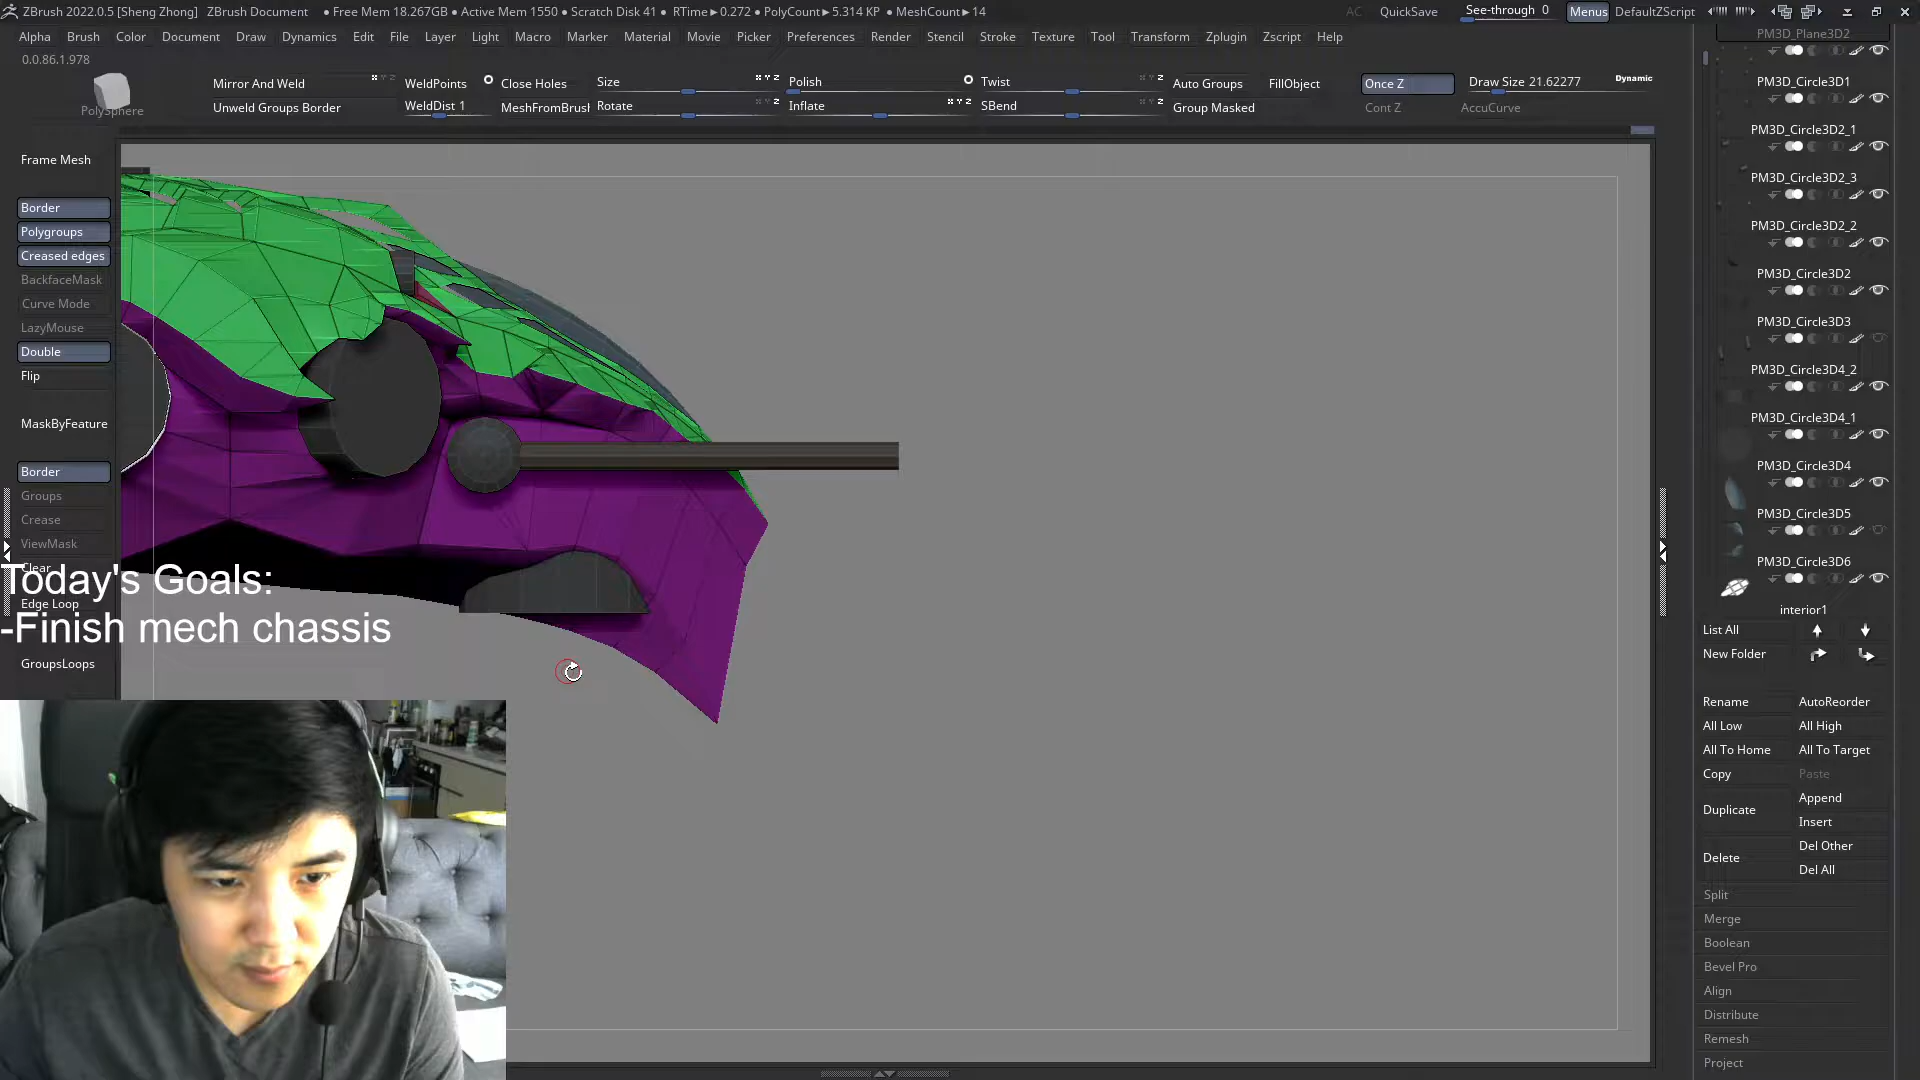 ZBrush 2022.0.5 [Sheng Zhong] ZBrush Document ● Free Mem 18.267GB ● Active Mem 1550 ● Scratch Disk 41 ● RTime►0.272 ● PolyCount►5.314 KP ● MeshCount►14 AC QuickSave See-through 0 Menus DefaultZScript
Alpha Brush Color Document Draw Dynamics Edit File Layer Light Macro Marker Material Movie Picker Preferences Render Stencil Stroke Texture Tool Transform Zplugin Zscript Help
0.0.86.1.978
PolySphere
Mirror And Weld WeldPoints Close Holes Size Polish Twist Auto Groups FillObject Once Z Draw Size 21.62277 Dynamic
Unweld Groups Border WeldDist 1 MeshFromBrush Rotate Inflate SBend Group Masked Cont Z AccuCurve
Frame Mesh
Border
Polygroups
Creased edges
BackfaceMask
Curve Mode
LazyMouse
Double
Flip
MaskByFeature
Border
Groups
Crease
ViewMask
Clear
Today's Goals:
Edge Loop
-Finish mech chassis
GroupsLoops
PM3D_Plane3D2
PM3D_Circle3D1
PM3D_Circle3D2_1
PM3D_Circle3D2_3
PM3D_Circle3D2_2
PM3D_Circle3D2
PM3D_Circle3D3
PM3D_Circle3D4_2
PM3D_Circle3D4_1
PM3D_Circle3D4
PM3D_Circle3D5
PM3D_Circle3D6
interior1
List All
New Folder
Rename AutoReorder
All Low All High
All To Home All To Target
Copy Paste
Duplicate Append
Insert
Delete Del Other
Del All
Split
Merge
Boolean
Bevel Pro
Align
Distribute
Remesh
Project